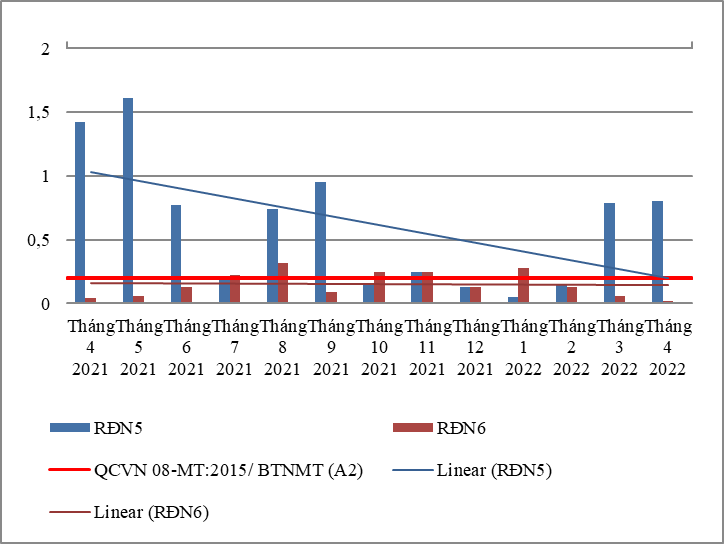 2
1,5
1
0,5
0
Tháng Tháng Tháng Tháng Tháng Tháng Tháng Tháng Tháng Tháng Tháng Tháng Tháng
4 5 6 7 8 9 10 11 12 1 2 3 4
2021 2021 2021 2021 2021 2021 2021 2021 2021 2022 2022 2022 2022
RĐN5 RĐN6
QCVN 08-MT:2015/ BTNMT (A2) Linear (RĐN5)
Linear (RĐN6)